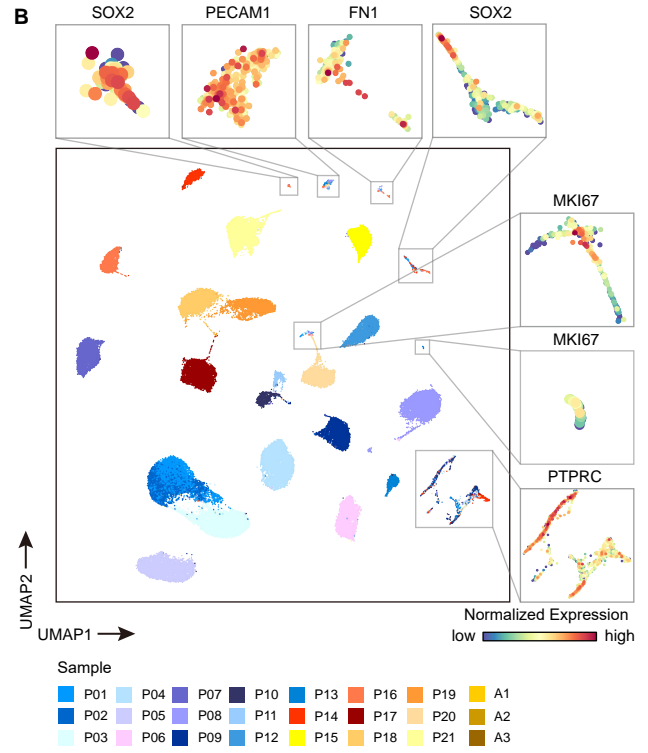 B
SOX2 PECAM1 FN1 SOX2
MKI67
MKI67
PTPRC
UMAP2
UMAP1
Normalized Expression
low high
Sample
P01 P04 P07 P10 P13 P16 P19 A1
P02 P05 P08 P11 P14 P17 P20 A2
P03 P06 P09 P12 P15 P18 P21 A3